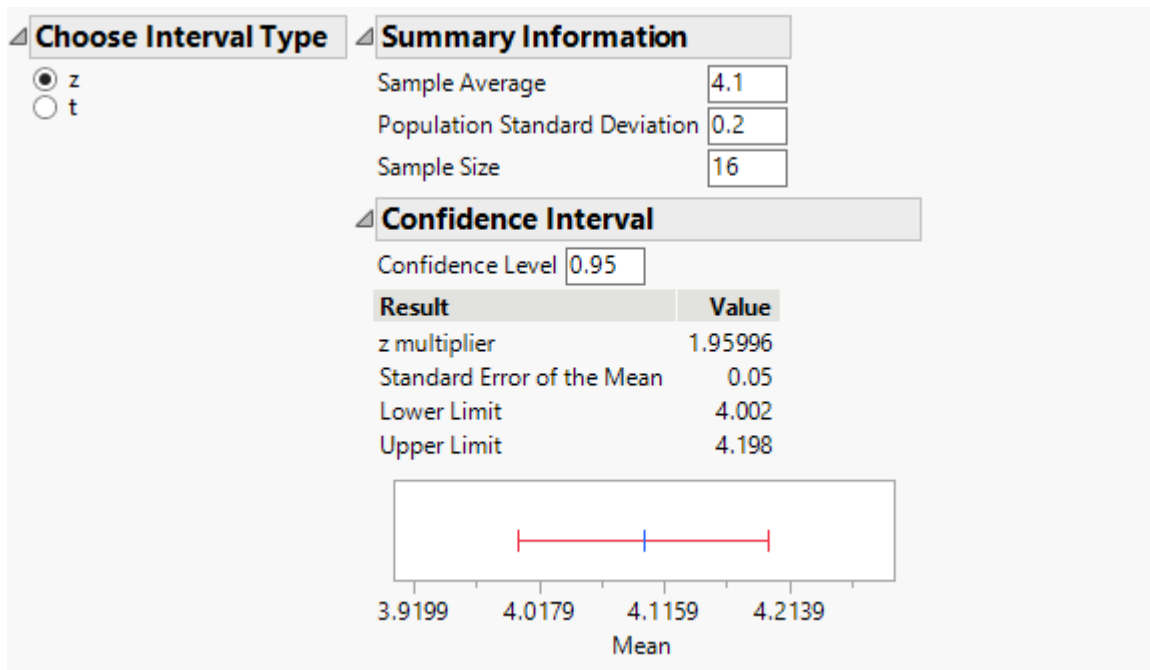 Choose Interval Type
z
t
Summary Information
Sample Average 4.1
Population Standard Deviation 0.2
Sample Size 16
Confidence Interval
Confidence Level 0.95
Result Value
z multiplier 1.95996
Standard Error of the Mean 0.05
Lower Limit 4.002
Upper Limit 4.198
3.9199 4.0179 4.1159 4.2139
Mean